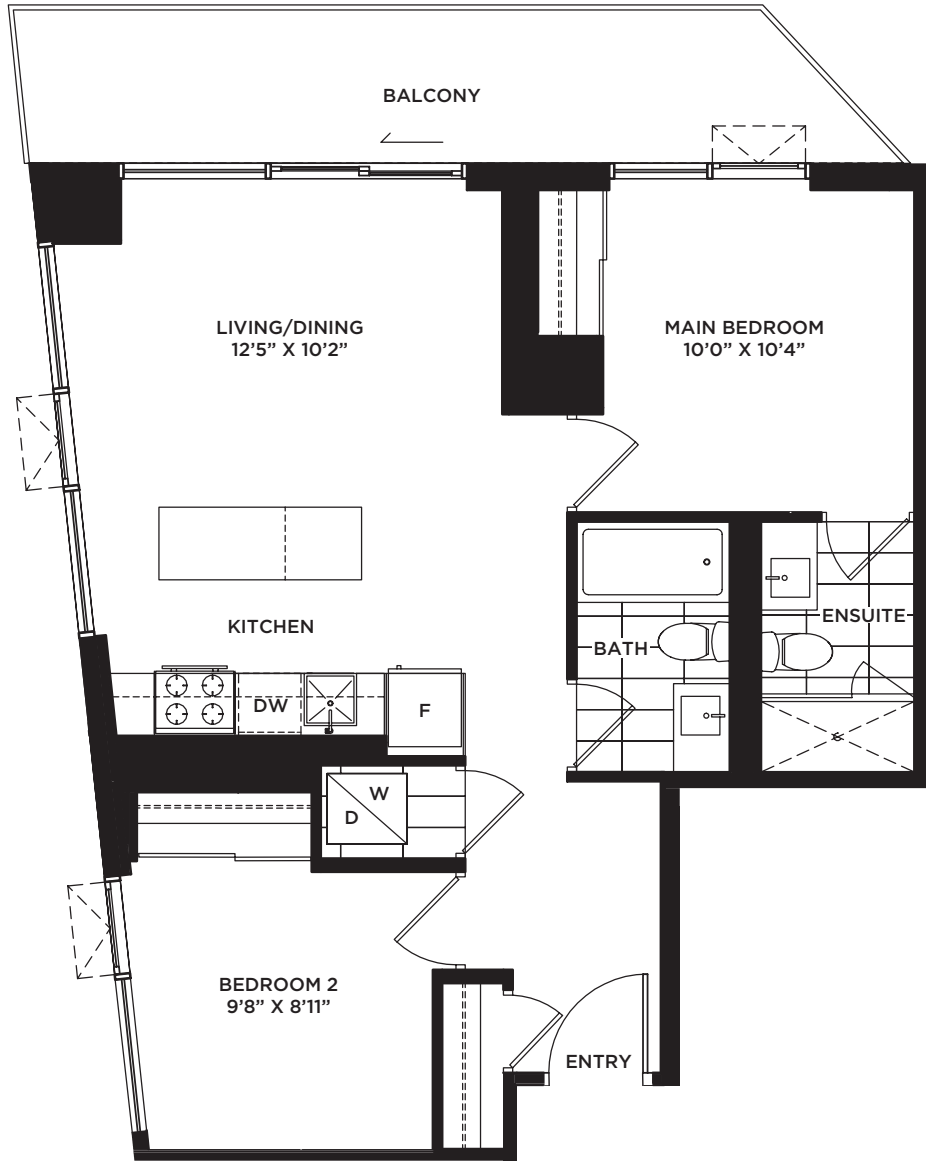 BALCONY
LIVING/DINING
12’5” X 10’2”
MAIN BEDROOM
10’0” X 10’4”
KITCHEN
BATH
ENSUITE
DW
F
W
D
BEDROOM 2
9’8” X 8’11”
ENTRY